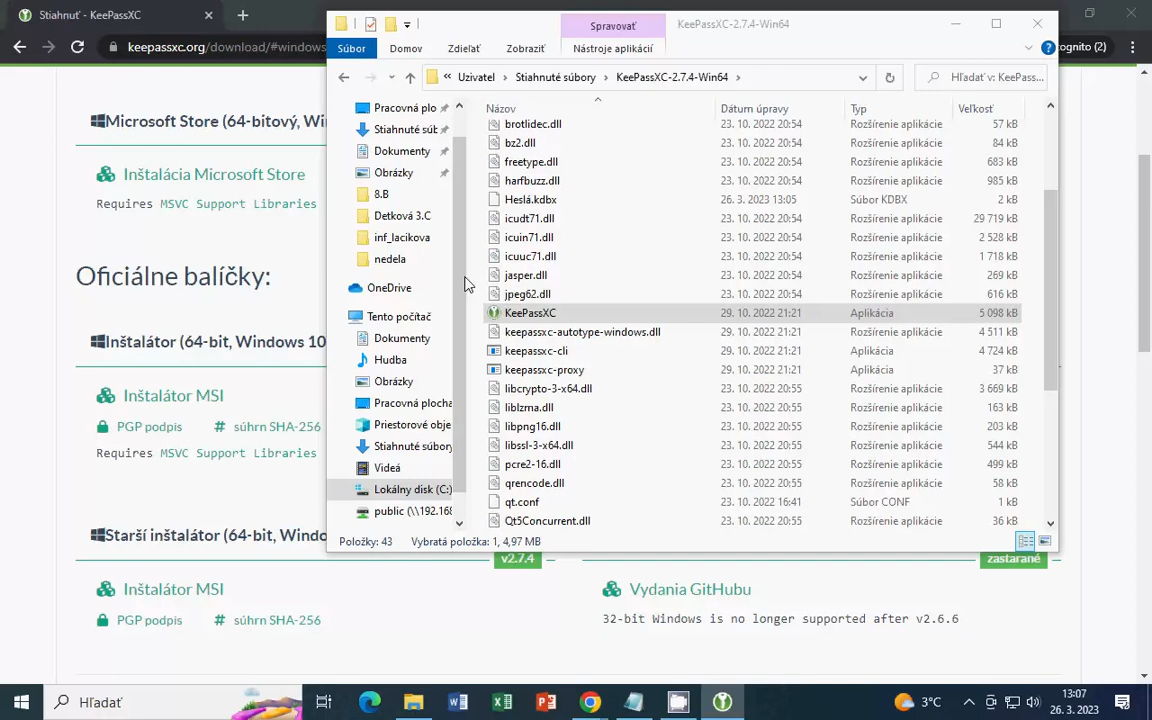 Stiahnuť - KeePassXC
keepassxc.org/download/#windows
ognito (2)
Spravovať
KeePassXC-2.7.4-Win64
Súbor
Domov
Zdieľať
Zobraziť
Nástroje aplikácií
Uzivatel
Stiahnuté súbory
KeePassXC-2.7.4-Win64
Hľadať v: KeePass...
Microsoft Store (64-bitový, Wi
Inštalácia Microsoft Store
Requires MSVC Support Libraries
Oficiálne balíčky:
Inštalátor (64-bit, Windows 10
Inštalátor MSI
PGP podpis # súhrn SHA-256
Requires MSVC Support Libraries
Starší inštalátor (64-bit, Windo
v2.7.4
Inštalátor MSI
PGP podpis # súhrn SHA-256
zastarané
Vydania GitHubu
32-bit Windows is no longer supported after v2.6.6
Pracovná plo
Stiahnuté súb
Dokumenty
Obrázky
8.B
Detková 3.C
inf_lacikova
nedela
OneDrive
Tento počítač
Dokumenty
Hudba
Obrázky
Pracovná plocha
Priestorové obje
Stiahnuté súbory
Videá
Lokálny disk (C:)
public (\\192.168
Názov Dátum úpravy Typ Veľkosť
brotlidec.dll 23. 10. 2022 20:54 Rozšírenie aplikácie 57 kB
bz2.dll 23. 10. 2022 20:54 Rozšírenie aplikácie 84 kB
freetype.dll 23. 10. 2022 20:54 Rozšírenie aplikácie 683 kB
harfbuzz.dll 23. 10. 2022 20:54 Rozšírenie aplikácie 985 kB
Heslá.kdbx 26. 3. 2023 13:05 Súbor KDBX 2 kB
icudt71.dll 23. 10. 2022 20:54 Rozšírenie aplikácie 29 719 kB
icuin71.dll 23. 10. 2022 20:54 Rozšírenie aplikácie 2 528 kB
icuuc71.dll 23. 10. 2022 20:54 Rozšírenie aplikácie 1 718 kB
jasper.dll 23. 10. 2022 20:54 Rozšírenie aplikácie 269 kB
jpeg62.dll 23. 10. 2022 20:54 Rozšírenie aplikácie 616 kB
KeePassXC 29. 10. 2022 21:21 Aplikácia 5 098 kB
keepassxc-autotype-windows.dll 29. 10. 2022 21:21 Rozšírenie aplikácie 4 511 kB
keepassxc-cli 29. 10. 2022 21:21 Aplikácia 4 724 kB
keepassxc-proxy 29. 10. 2022 21:21 Aplikácia 37 kB
libcrypto-3-x64.dll 23. 10. 2022 20:55 Rozšírenie aplikácie 3 669 kB
liblzma.dll 23. 10. 2022 20:55 Rozšírenie aplikácie 163 kB
libpng16.dll 23. 10. 2022 20:55 Rozšírenie aplikácie 203 kB
libssl-3-x64.dll 23. 10. 2022 20:55 Rozšírenie aplikácie 544 kB
pcre2-16.dll 23. 10. 2022 20:55 Rozšírenie aplikácie 499 kB
qrencode.dll 23. 10. 2022 20:55 Rozšírenie aplikácie 58 kB
qt.conf 23. 10. 2022 16:41 Súbor CONF 1 kB
Qt5Concurrent.dll 23. 10. 2022 20:55 Rozšírenie aplikácie 36 kB
Položky: 43 Vybratá položka: 1, 4,97 MB
Hľadať
3°C
13:07
26. 3. 2023